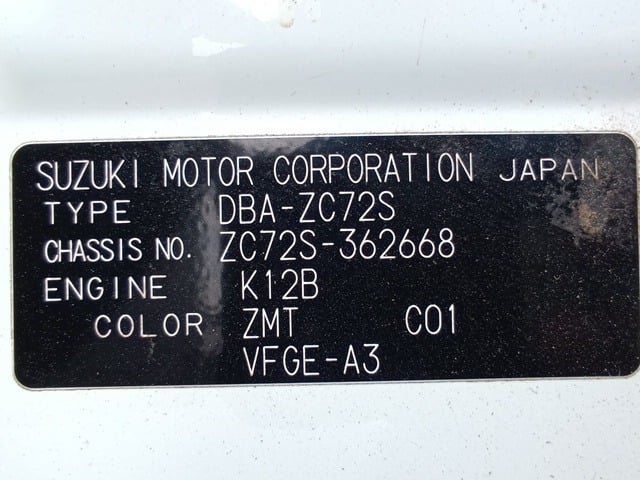 SUZUKI MOTOR CORPORATION JAPAN
TYPE DBA-ZC72S
CHASSIS NO. ZC72S-362668
ENGINE K12B
COLOR ZMT C01
VFGE-A3